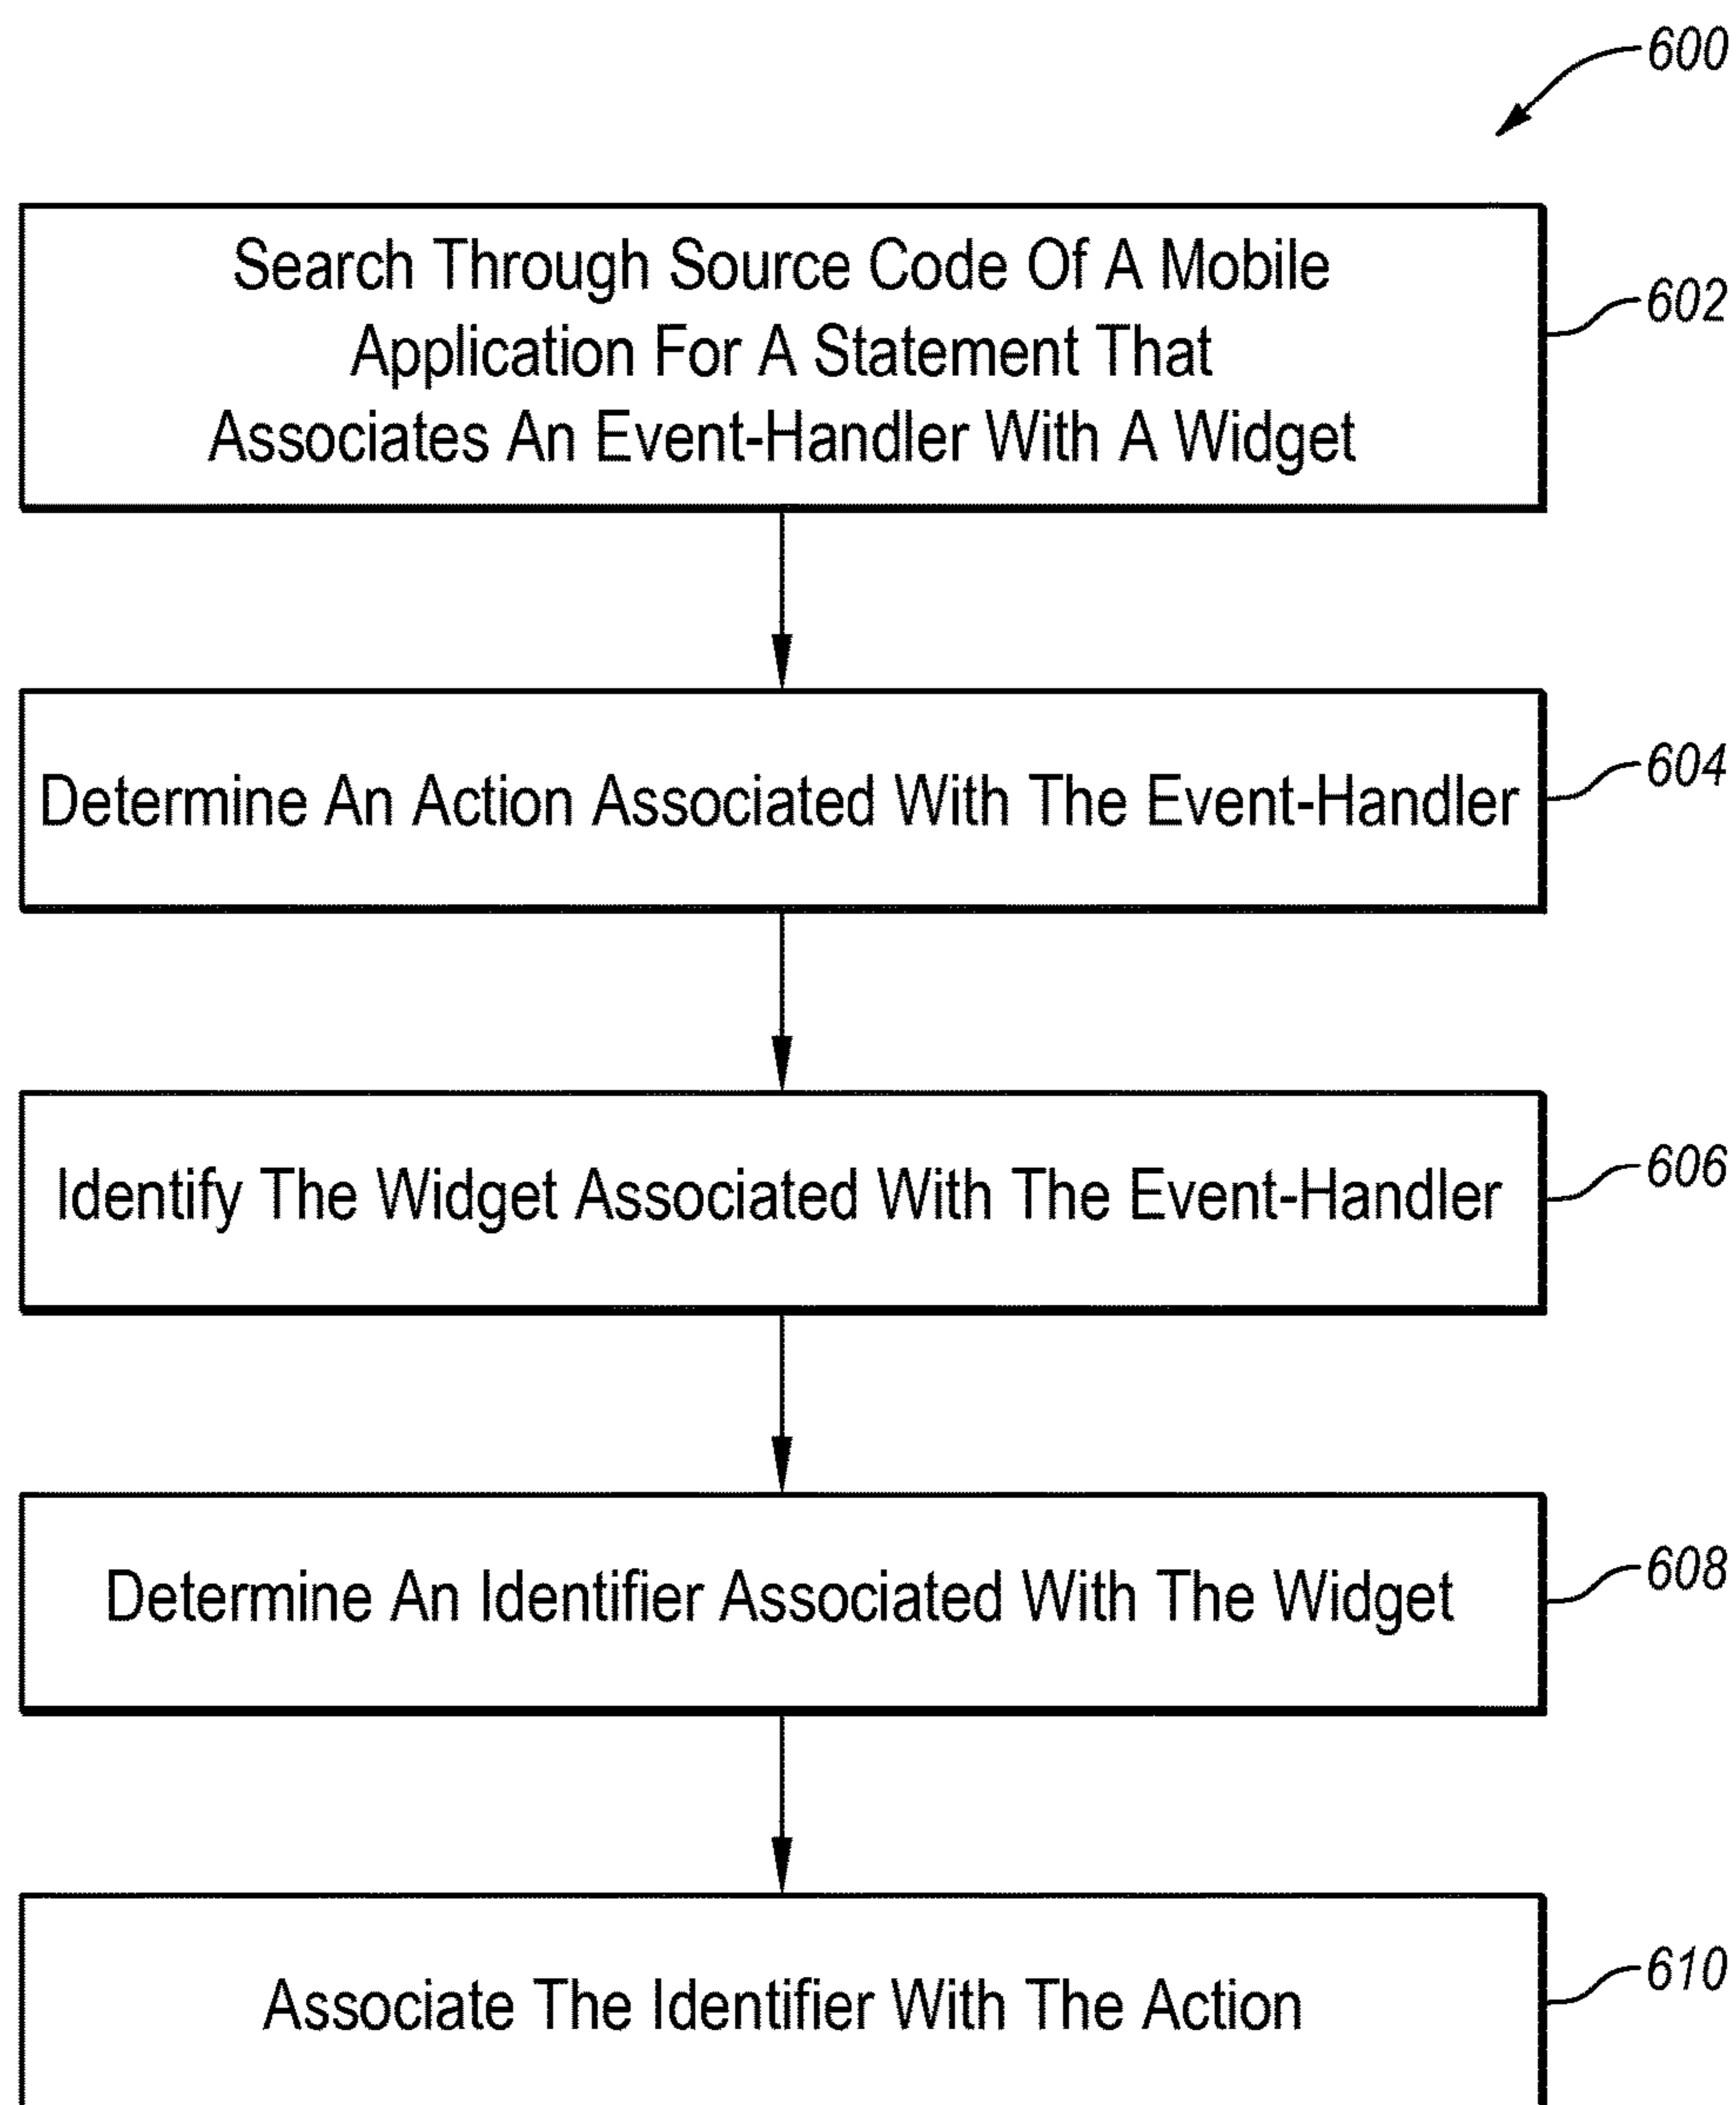 600
Search Through Source Code Of A Mobile
Application For A Statement That
Associates An Event-Handler With A Widget
602
Determine An Action Associated With The Event-Handler
604
Identify The Widget Associated With The Event-Handler
606
Determine An Identifier Associated With The Widget
608
Associate The Identifier With The Action
610